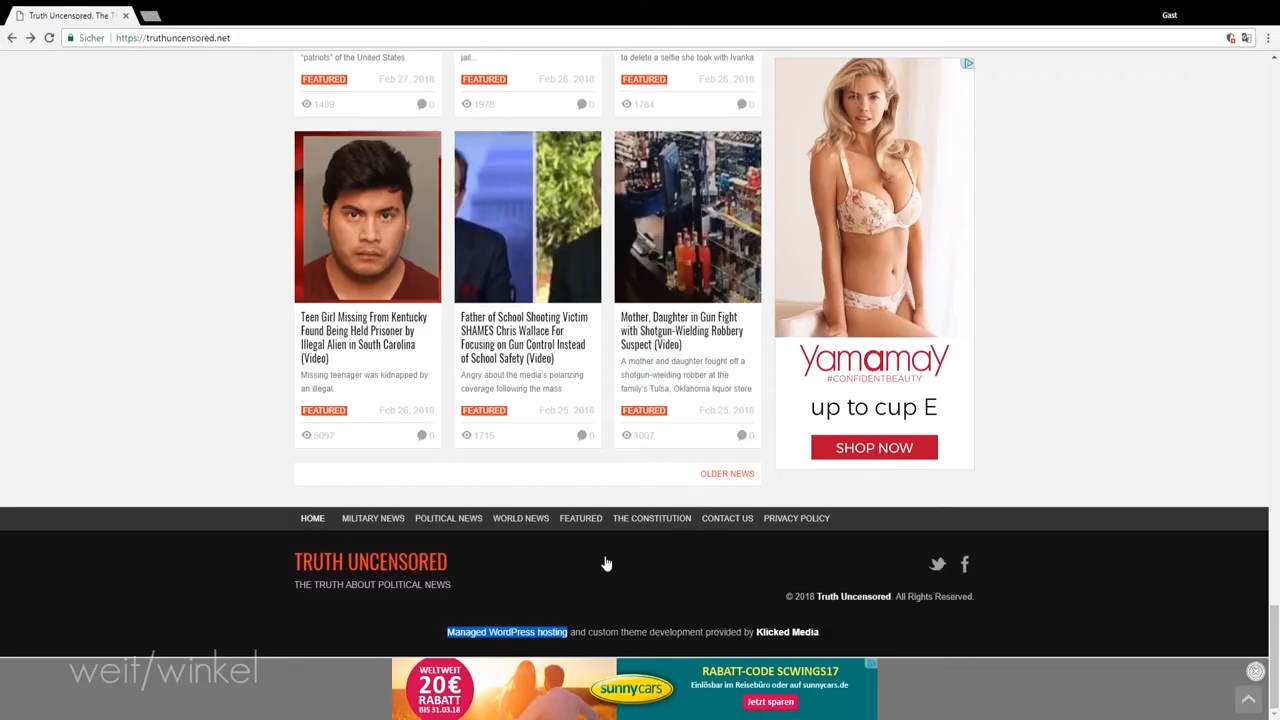 Truth Uncensored. The T
Gast
Sicher
https://truthuncensored.net
"patriots" of the United States.
jail...
to delete a selfie she took with Ivanka
FEATURED
Feb 27, 2018
FEATURED
Feb 26, 2018
FEATURED
Feb 26, 2018
1489
0
1978
0
1784
0
Teen Girl Missing From Kentucky
Found Being Held Prisoner by
Illegal Alien in South Carolina
(Video)
Missing teenager was kidnapped by
an illegal.
FEATURED
Feb 26, 2018
5097
0
Father of School Shooting Victim
SHAMES Chris Wallace For
Focusing on Gun Control Instead
of School Safety (Video)
Angry about the media's polarizing
coverage following the mass
FEATURED
Feb 25, 2018
1715
0
Mother, Daughter in Gun Fight
with Shotgun-Wielding Robbery
Suspect (Video)
A mother and daughter fought off a
shotgun-wielding robber at the
family's Tulsa, Oklahoma liquor store
FEATURED
Feb 25, 2018
1007
0
yamamay
#CONFIDENTBEAUTY
up to cup E
SHOP NOW
OLDER NEWS
HOME
MILITARY NEWS
POLITICAL NEWS
WORLD NEWS
FEATURED
THE CONSTITUTION
CONTACT US
PRIVACY POLICY
TRUTH UNCENSORED
THE TRUTH ABOUT POLITICAL NEWS
© 2018 Truth Uncensored. All Rights Reserved.
Managed WordPress hosting and custom theme development provided by Klicked Media.
weit/winkel
WELTWEIT
20€
RABATT
BIS 31.03.18
sunnycars
RABATT-CODE SCWINGS17
Einlösbar im Reisebüro oder auf sunnycars.de
Jetzt sparen